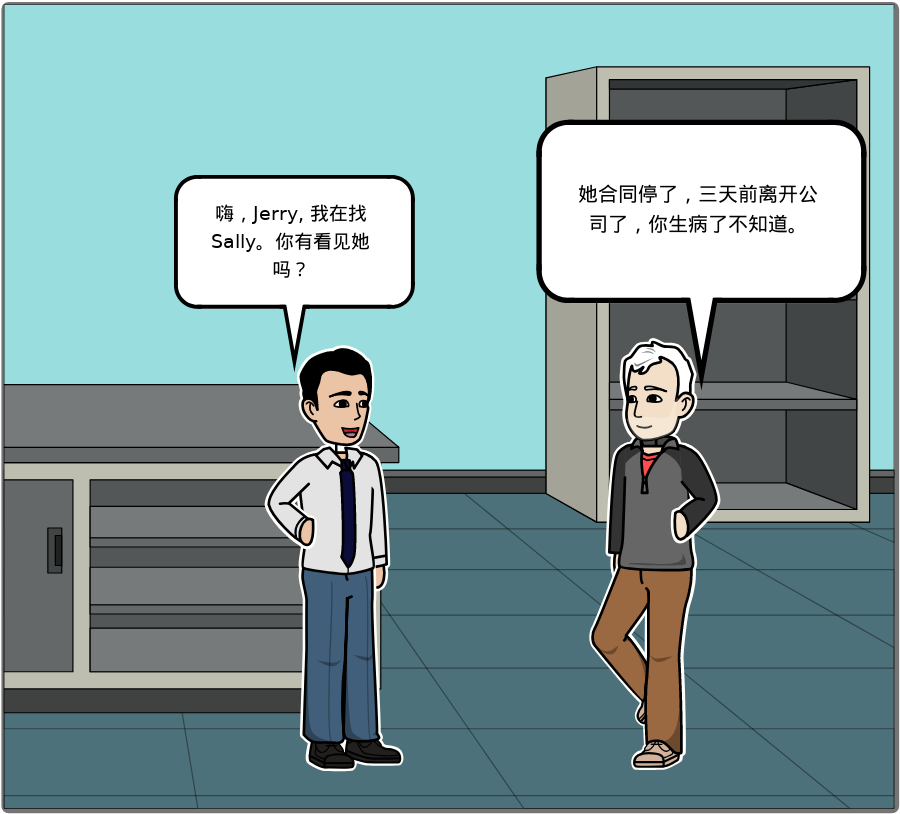 嗨，Jerry, 我在找
Sally。你有看见她
吗？
她合同停了，三天前离开公
司了，你生病了不知道。